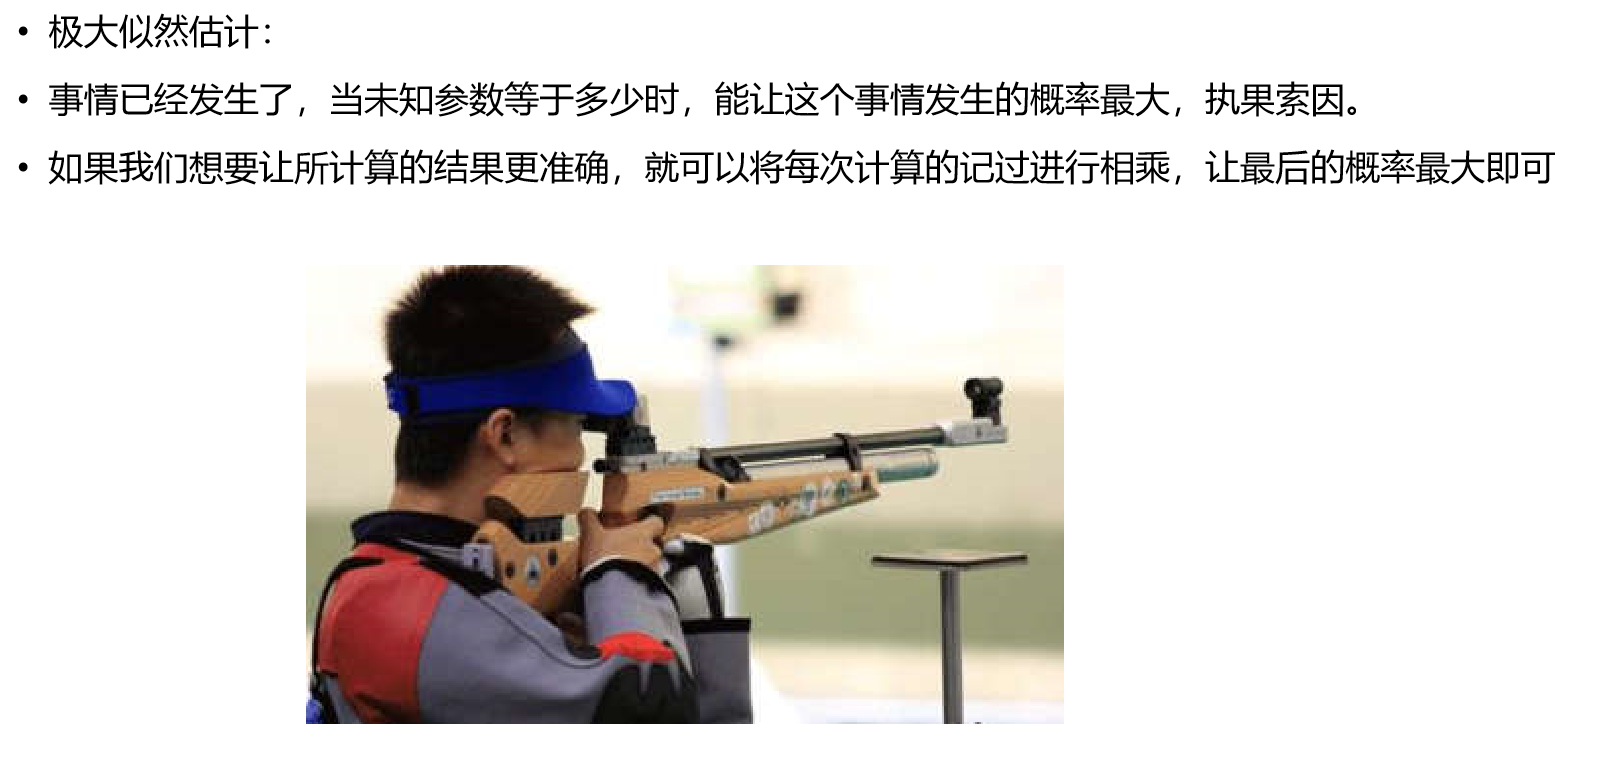 • 极大似然估计：
• 事情已经发生了，当未知参数等于多少时，能让这个事情发生的概率最大，执果索因。
• 如果我们想要让所计算的结果更准确，就可以将每次计算的记过进行相乘，让最后的概率最大即可